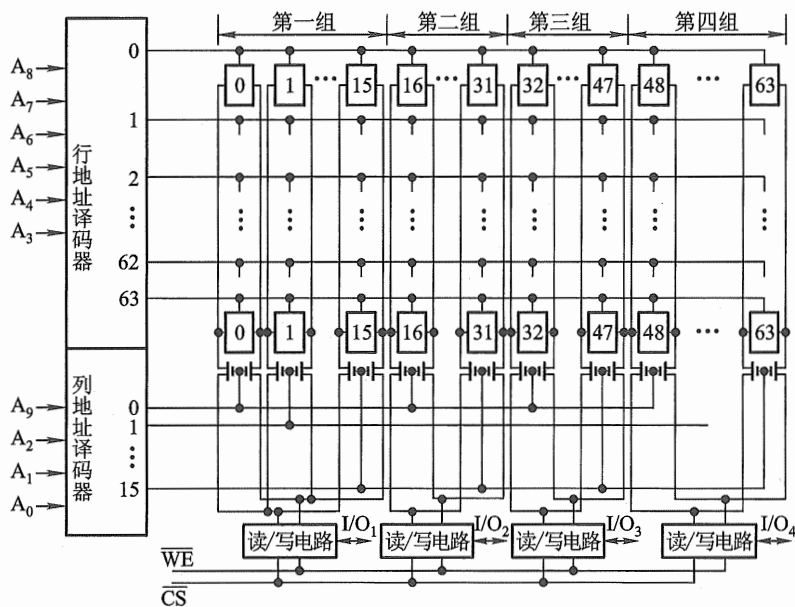 第一组 第二组 第三组 第四组
0
A8
0 1 ⋯ 15 16 ⋯ 31 32 ⋯ 47 48 ⋯ 63
A7
1
A6
A5
2
A4
⋮
A3
62
63
行地址译码器
0 1 15 16 31 32 47 48 ⋯ 63
列地址译码器
A9
0
A2
1
⋮
A1
15
A0
I/O1 I/O2 I/O3 I/O4
读/写电路 读/写电路 读/写电路 读/写电路
W̅E̅
C̅S̅